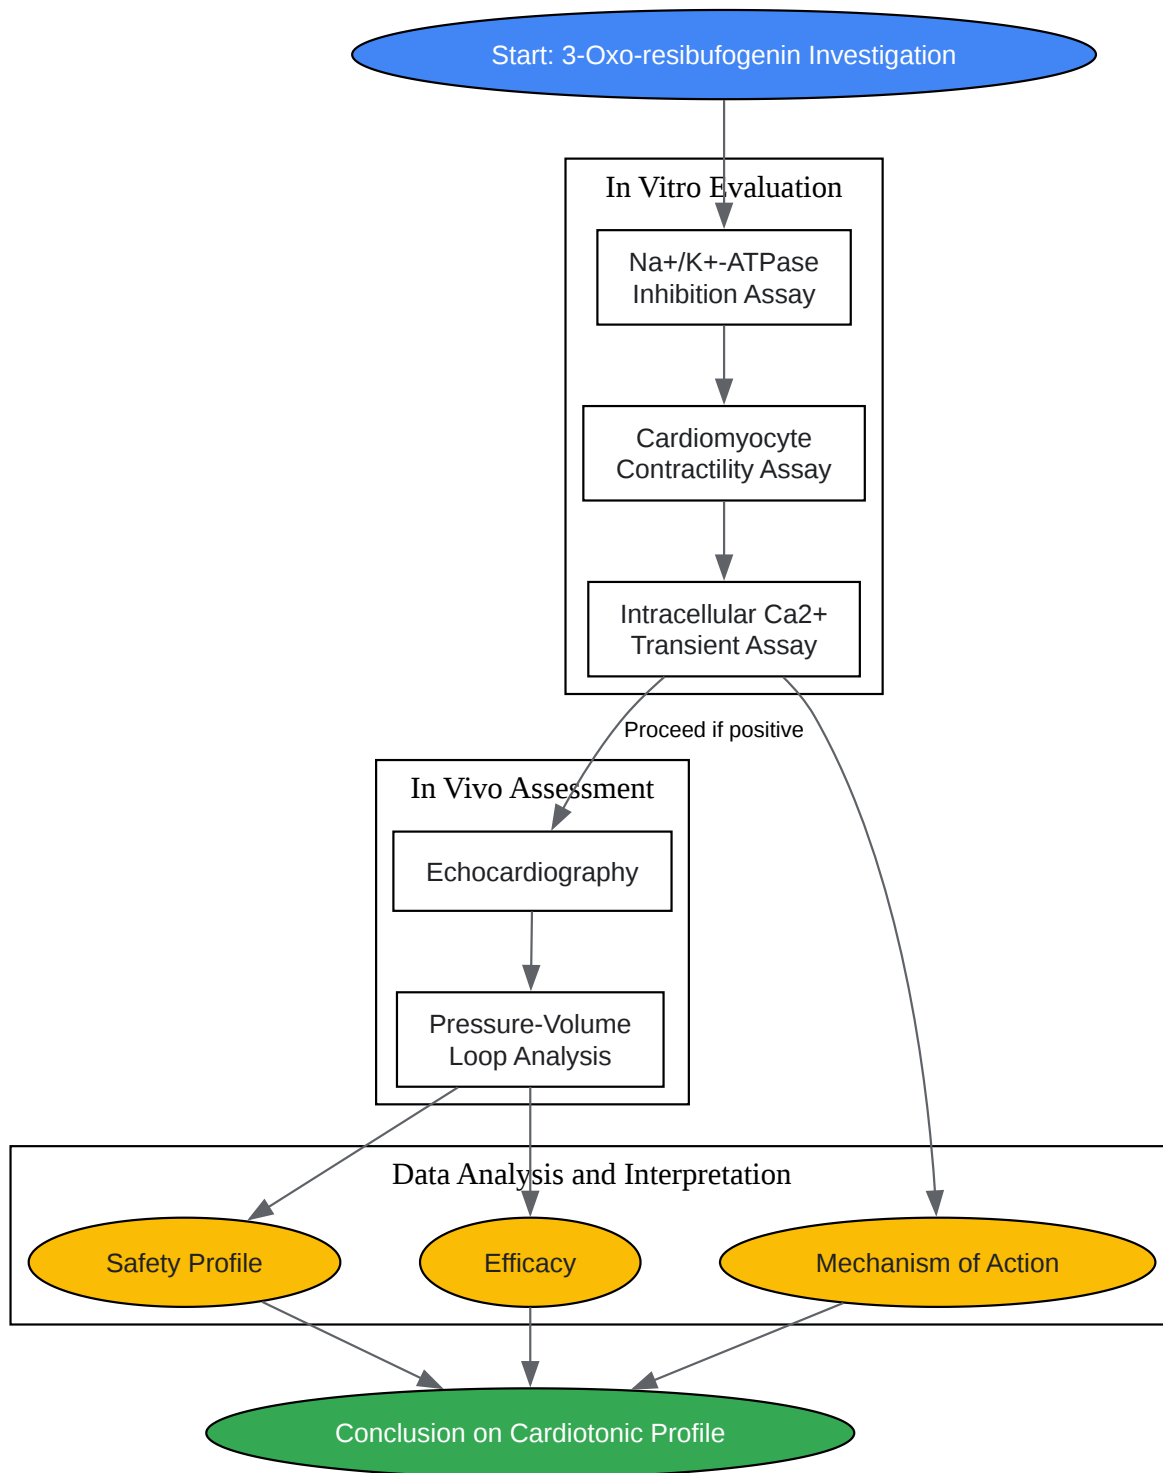 Start: 3-Oxo-resibufogenin Investigation
In Vitro Evaluation
Na+/K+-ATPase
Inhibition Assay
Cardiomyocyte
Contractility Assay
Intracellular Ca2+
Transient Assay
Proceed if positive
In Vivo Assessment
Echocardiography
Pressure-Volume
Loop Analysis
Data Analysis and Interpretation
Safety Profile
Efficacy
Mechanism of Action
Conclusion on Cardiotonic Profile